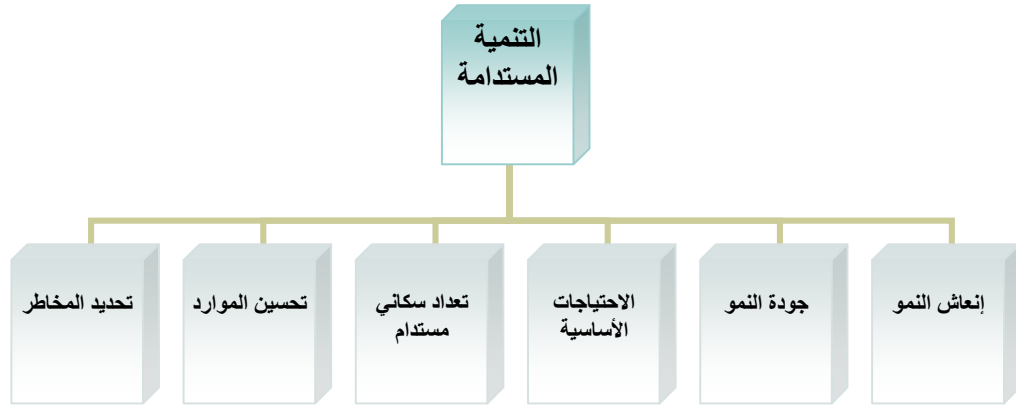 التنمية
المستدامة
إنعاش النمو
جودة النمو
الاحتياجات
الأساسية
تعداد سكاني
مستدام
تحسين الموارد
تحديد المخاطر